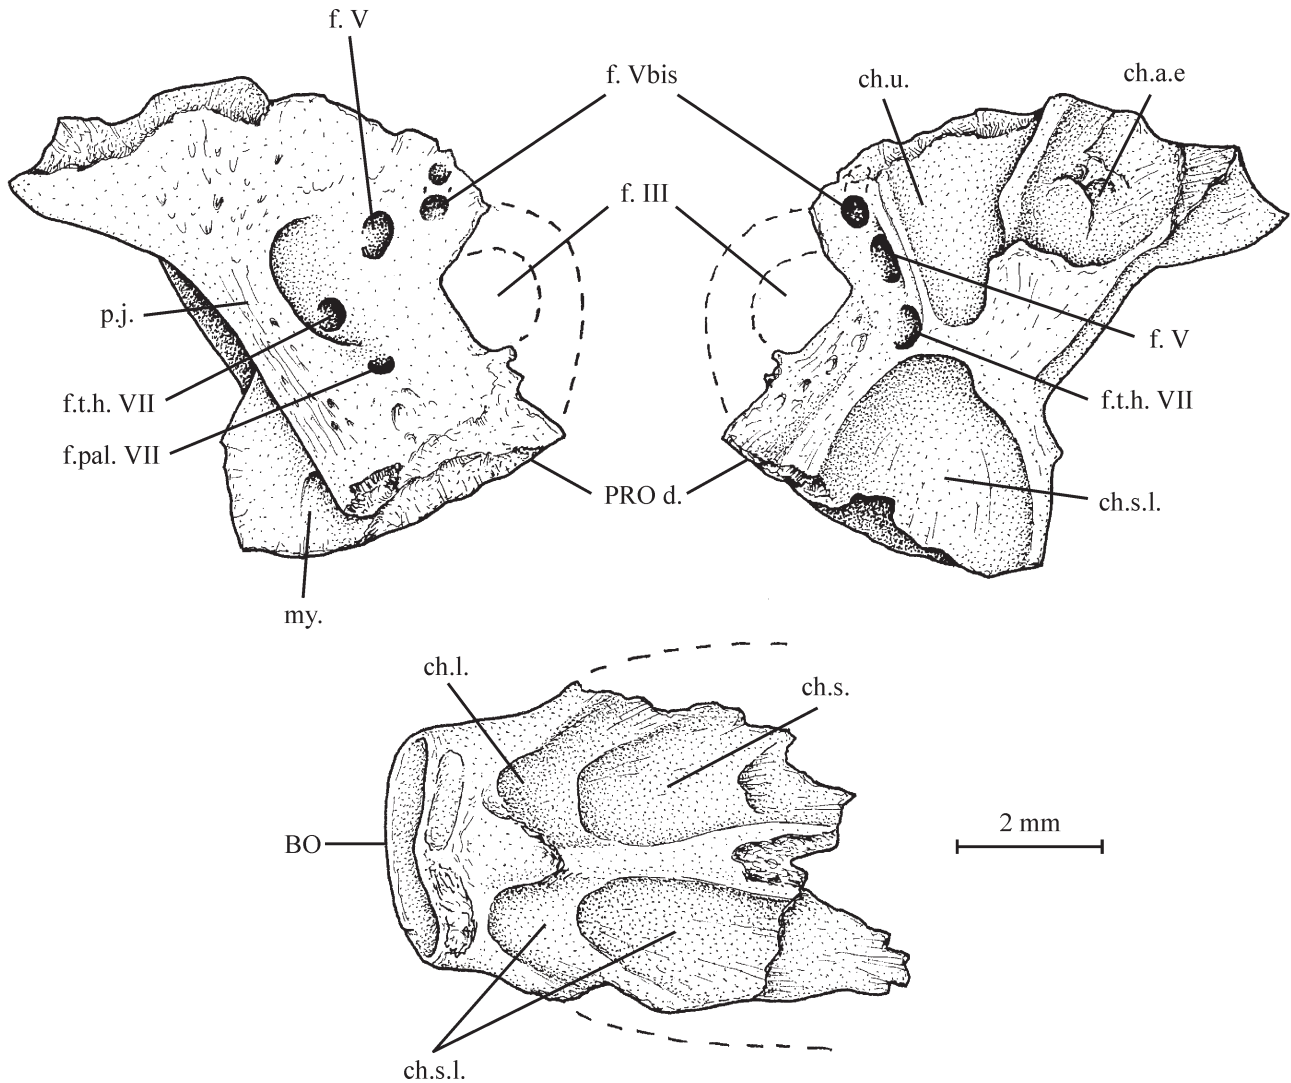 f. V
f. Vbis
ch.u.
ch.a.e
f. III
p.j.
f. V
f.t.h. VII
f.t.h. VII
f.pal. VII
PRO d.
ch.s.l.
my.
ch.l.
ch.s.
2 mm
BO
ch.s.l.